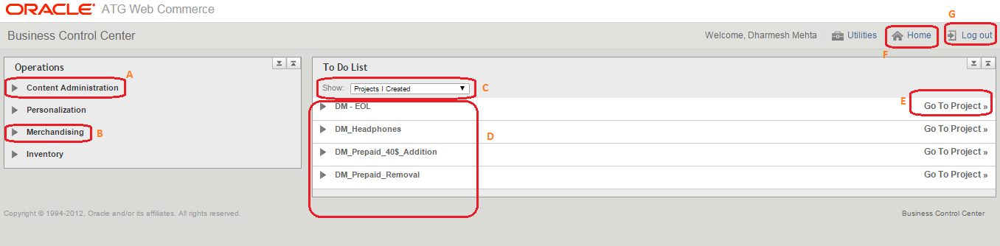 ORACLE® ATG Web Commerce
G
Business Control Center Welcome, Dharmesh Mehta Utilities Home Log out
F
Operations
A
Content Administration
Personalization
Merchandising
B
Inventory
To Do List
Show: Projects I Created
C
E
DM - EOL Go To Project »
DM_Headphones Go To Project »
D
DM_Prepaid_40$_Addition Go To Project »
DM_Prepaid_Removal Go To Project »
Copyright © 1994-2012, Oracle and/or its affiliates. All rights reserved. Business Control Center